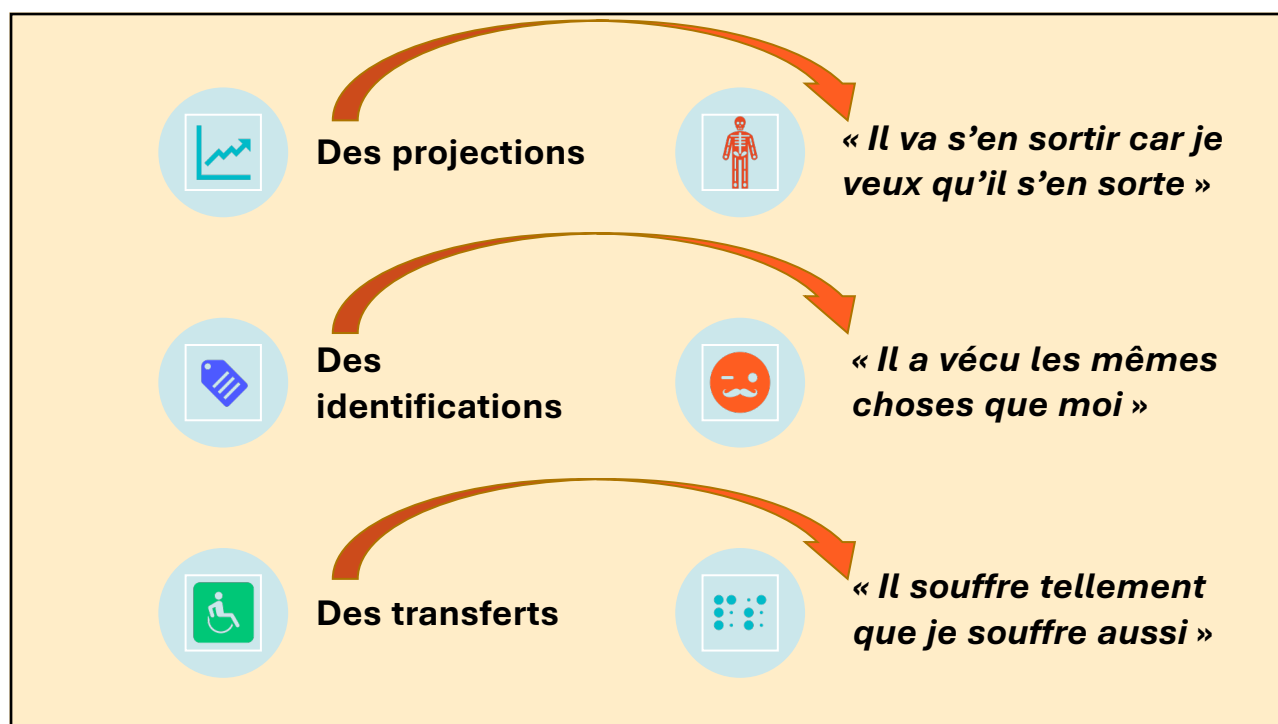 Des projections
« Il va s’en sortir car je
veux qu’il s’en sorte »
Des
identifications
« Il a vécu les mêmes
choses que moi »
Des transferts
« Il souffre tellement
que je souffre aussi »